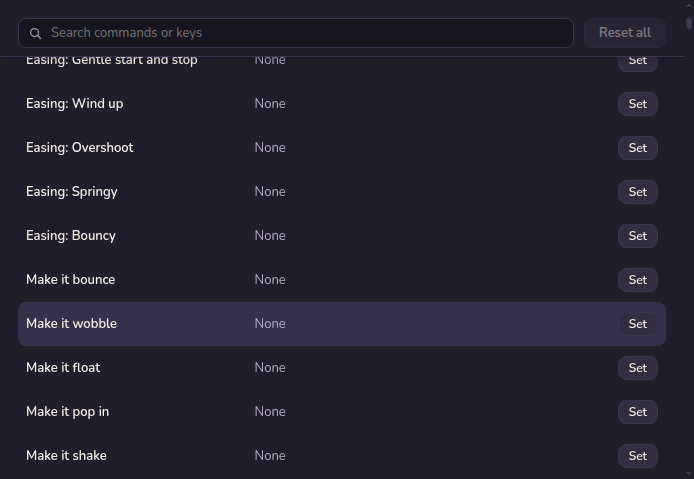 Search commands or keys Reset all
Easing: Gentle start and stop None Set
Easing: Wind up None Set
Easing: Overshoot None Set
Easing: Springy None Set
Easing: Bouncy None Set
Make it bounce None Set
Make it wobble None Set
Make it float None Set
Make it pop in None Set
Make it shake None Set